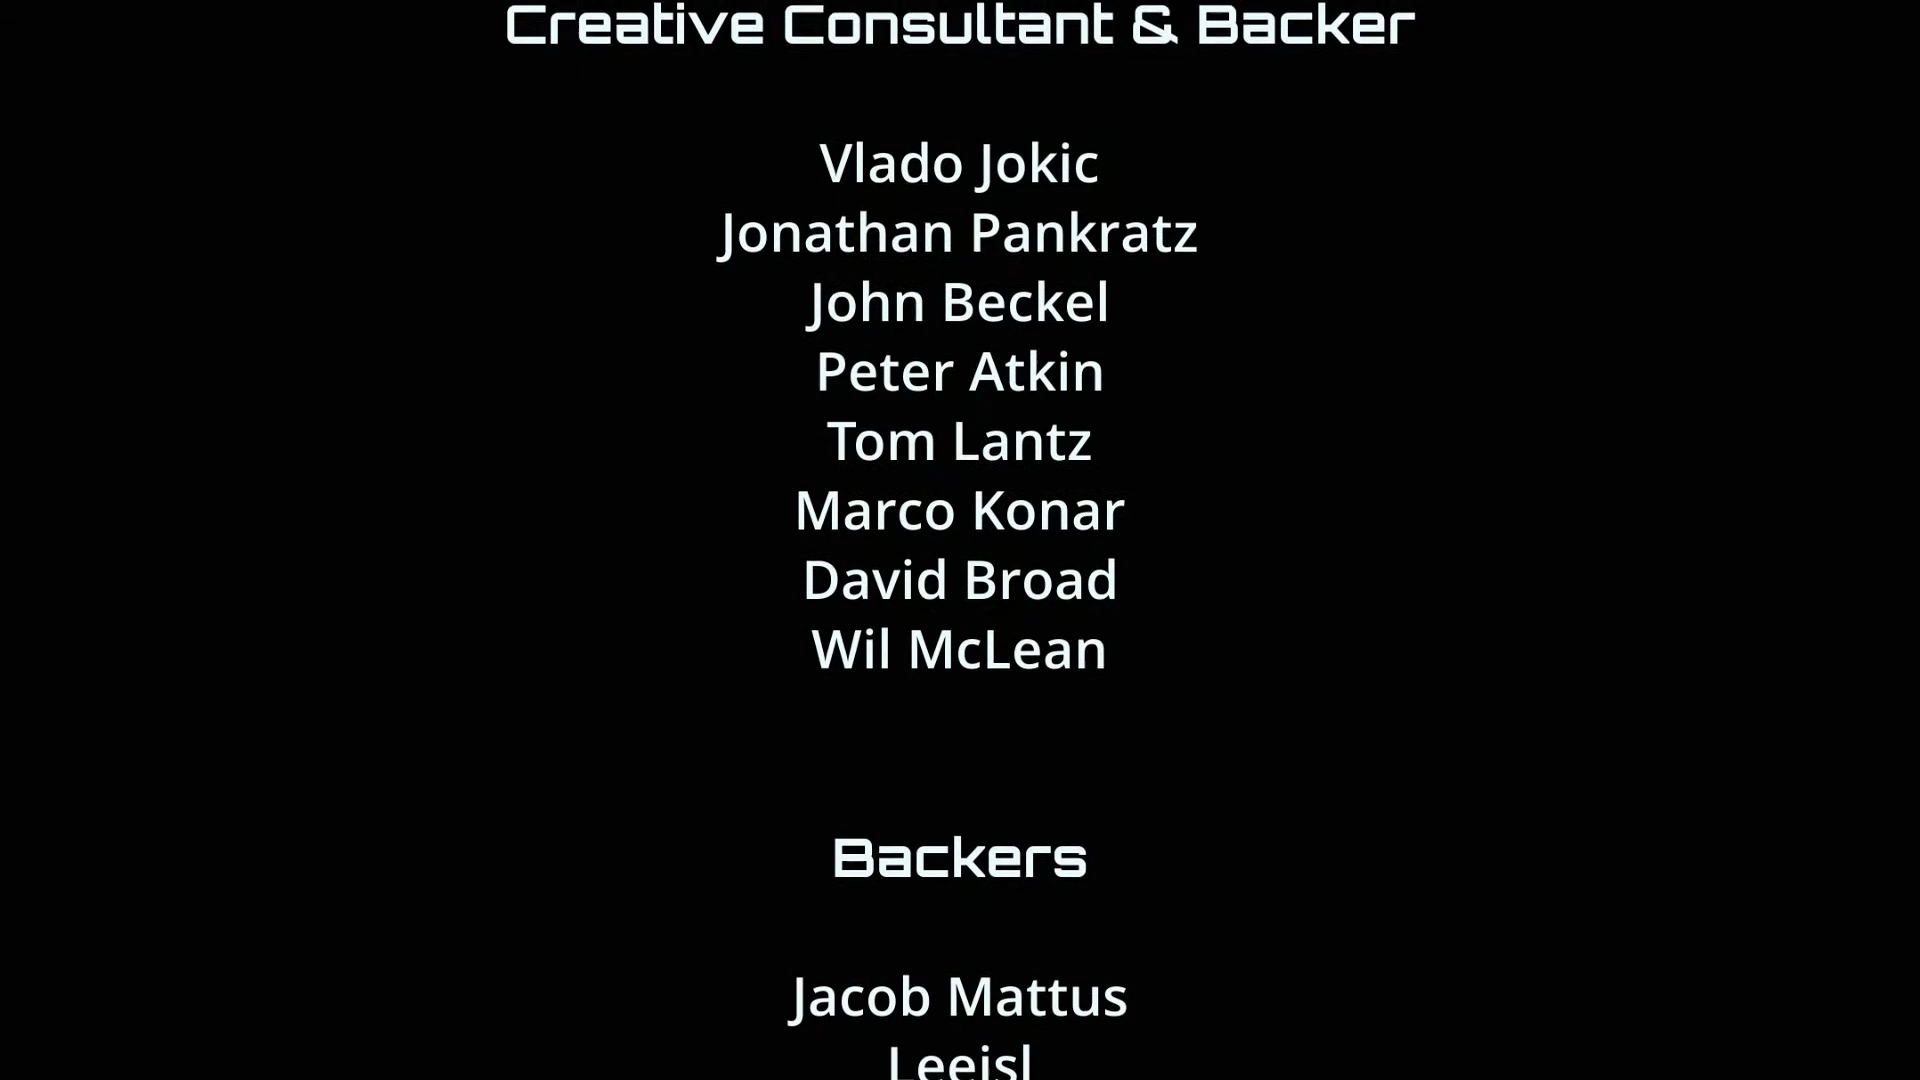 Creative Consultant & Backer
Vlado Jokic
Jonathan Pankratz
John Beckel
Peter Atkin
Tom Lantz
Marco Konar
David Broad
Wil McLean
Backers
Jacob Mattus
Leeisl